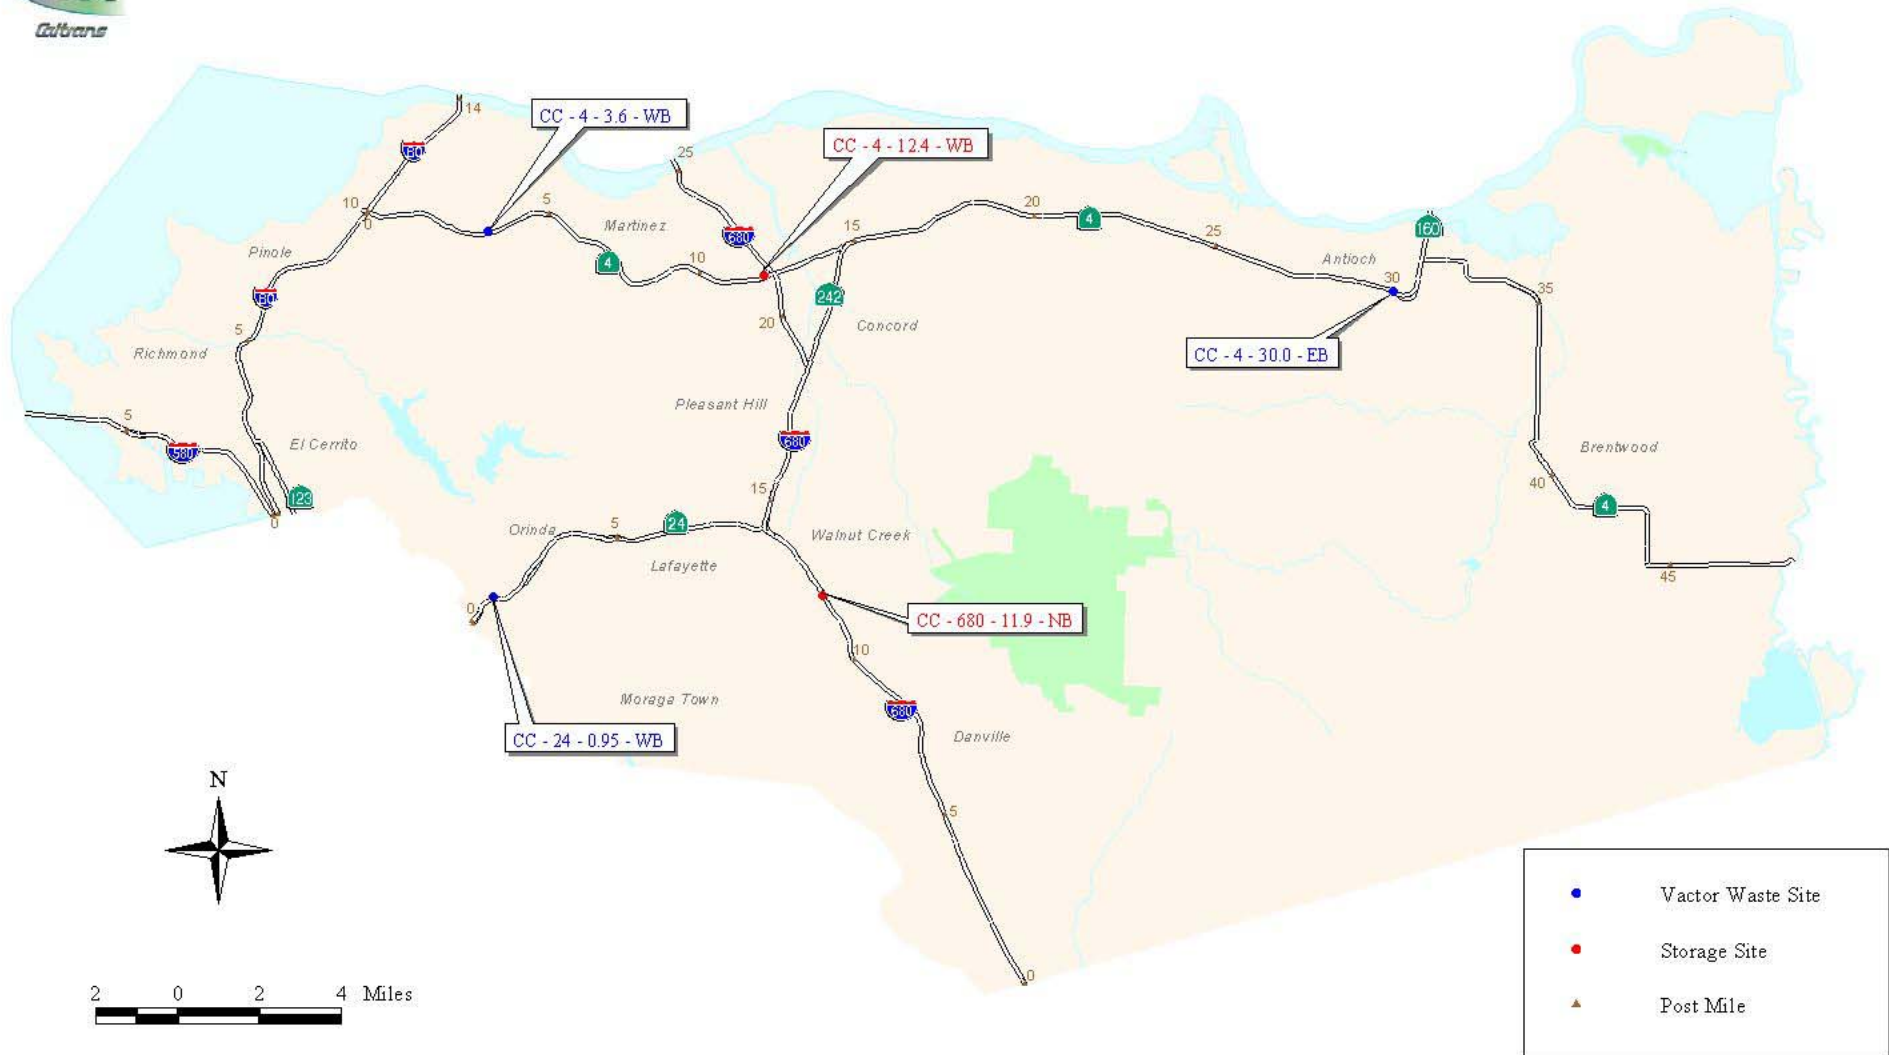 Caltrans
14
80
CC - 4 - 3.6 - WB
CC - 4 - 12.4 - WB
25
10
0
5
Martinez
680
15
20
4
25
160
Pinole
4
10
Antioch
30
80
242
35
5
20
Concord
Richmond
CC - 4 - 30.0 - EB
Pleasant Hill
5
580
El Cerrito
680
Brentwood
123
0
15
40
4
Orinda
5
24
Walnut Creek
Lafayette
45
0
CC - 680 - 11.9 - NB
10
Moraga Town
680
CC - 24 - 0.95 - WB
Danville
N
5
0
2 0 2 4 Miles
Vactor Waste Site
Storage Site
Post Mile